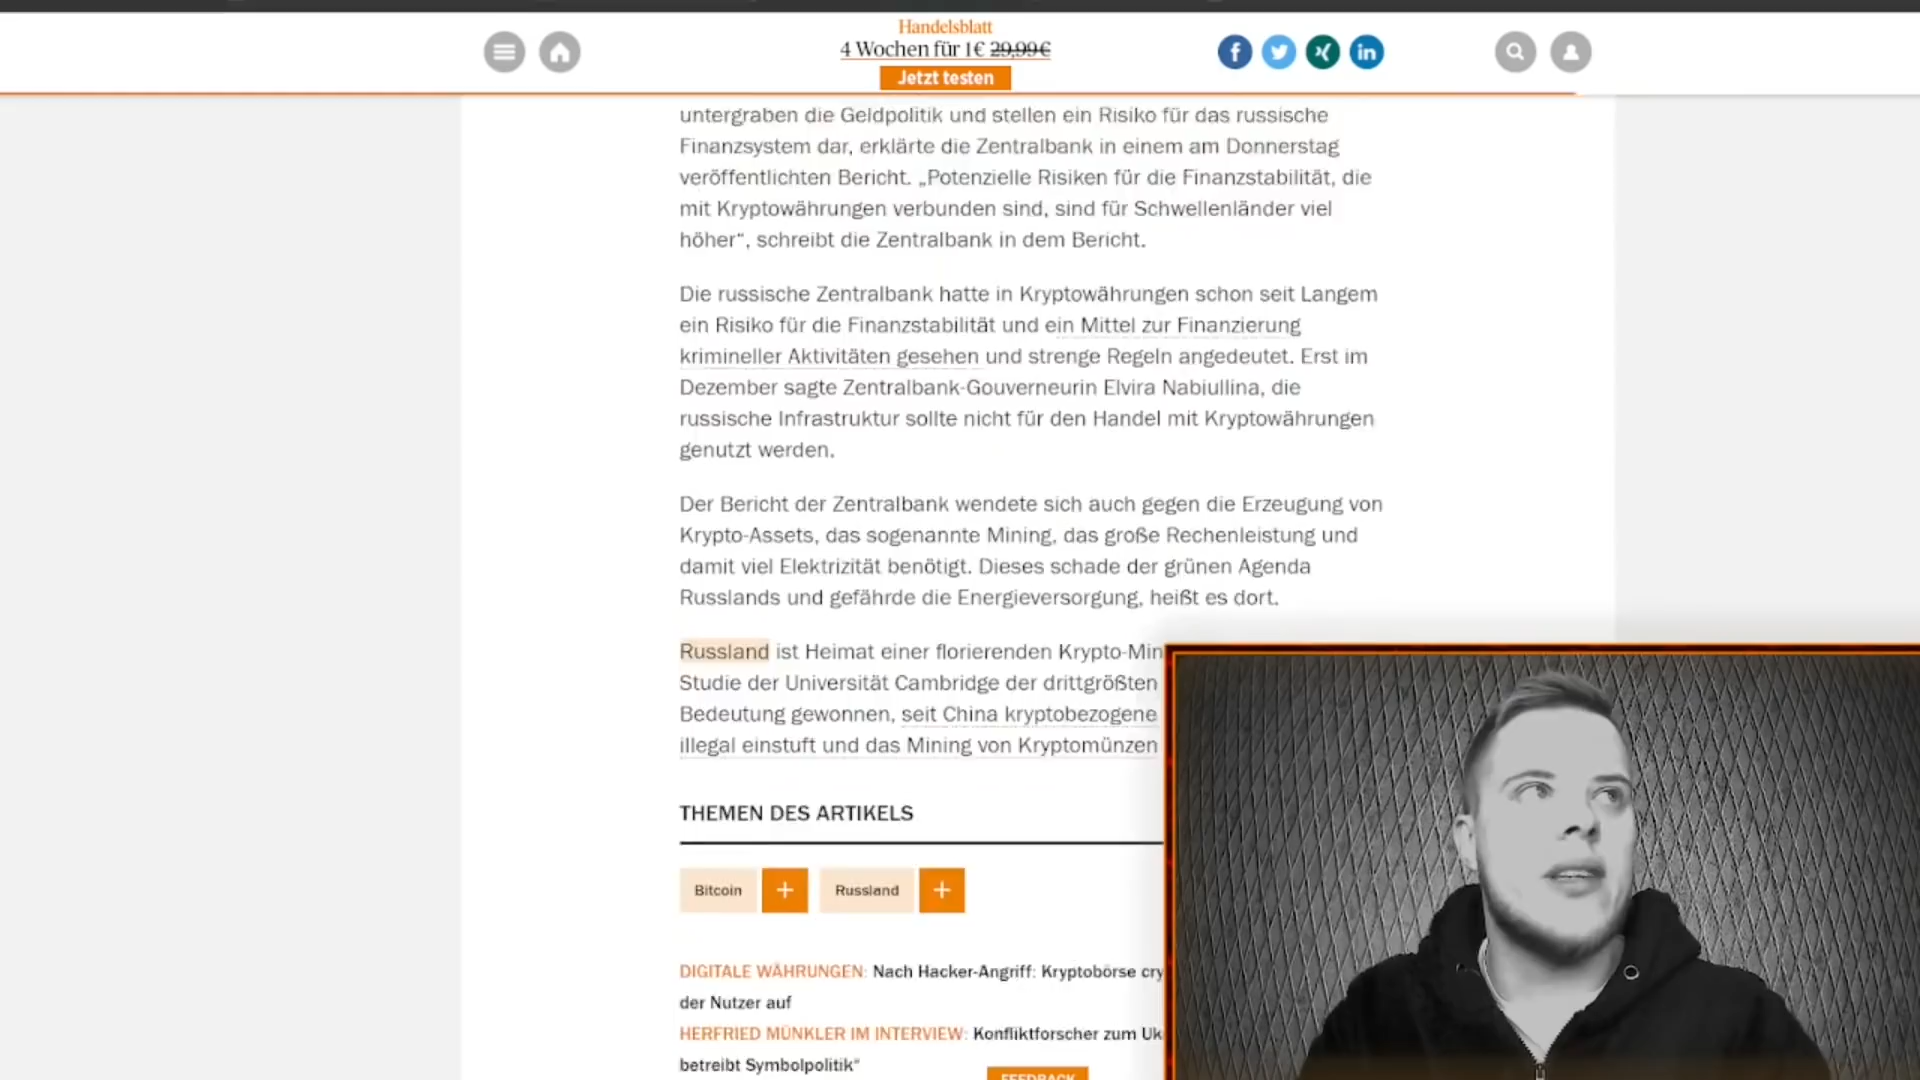 Handelsblatt
4 Wochen für 1€ 29,99€
Jetzt testen
untergraben die Geldpolitik und stellen ein Risiko für das russische
Finanzsystem dar, erklärte die Zentralbank in einem am Donnerstag
veröffentlichten Bericht. „Potenzielle Risiken für die Finanzstabilität, die
mit Kryptowährungen verbunden sind, sind für Schwellenländer viel
höher“, schreibt die Zentralbank in dem Bericht.
Die russische Zentralbank hatte in Kryptowährungen schon seit Langem
ein Risiko für die Finanzstabilität und ein Mittel zur Finanzierung
krimineller Aktivitäten gesehen und strenge Regeln angedeutet. Erst im
Dezember sagte Zentralbank-Gouverneurin Elvira Nabiullina, die
russische Infrastruktur sollte nicht für den Handel mit Kryptowährungen
genutzt werden.
Der Bericht der Zentralbank wendete sich auch gegen die Erzeugung von
Krypto-Assets, das sogenannte Mining, das große Rechenleistung und
damit viel Elektrizität benötigt. Dieses schade der grünen Agenda
Russlands und gefährde die Energieversorgung, heißt es dort.
Russland ist Heimat einer florierenden Krypto-Min
Studie der Universität Cambridge der drittgrößten
Bedeutung gewonnen, seit China kryptobezogene
illegal einstuft und das Mining von Kryptomünzen
THEMEN DES ARTIKELS
Bitcoin + Russland +
DIGITALE WÄHRUNGEN: Nach Hacker-Angriff: Kryptobörse cry
der Nutzer auf
HERFRIED MÜNKLER IM INTERVIEW: Konfliktforscher zum Uk
betreibt Symbolpolitik“
FEEDBACK